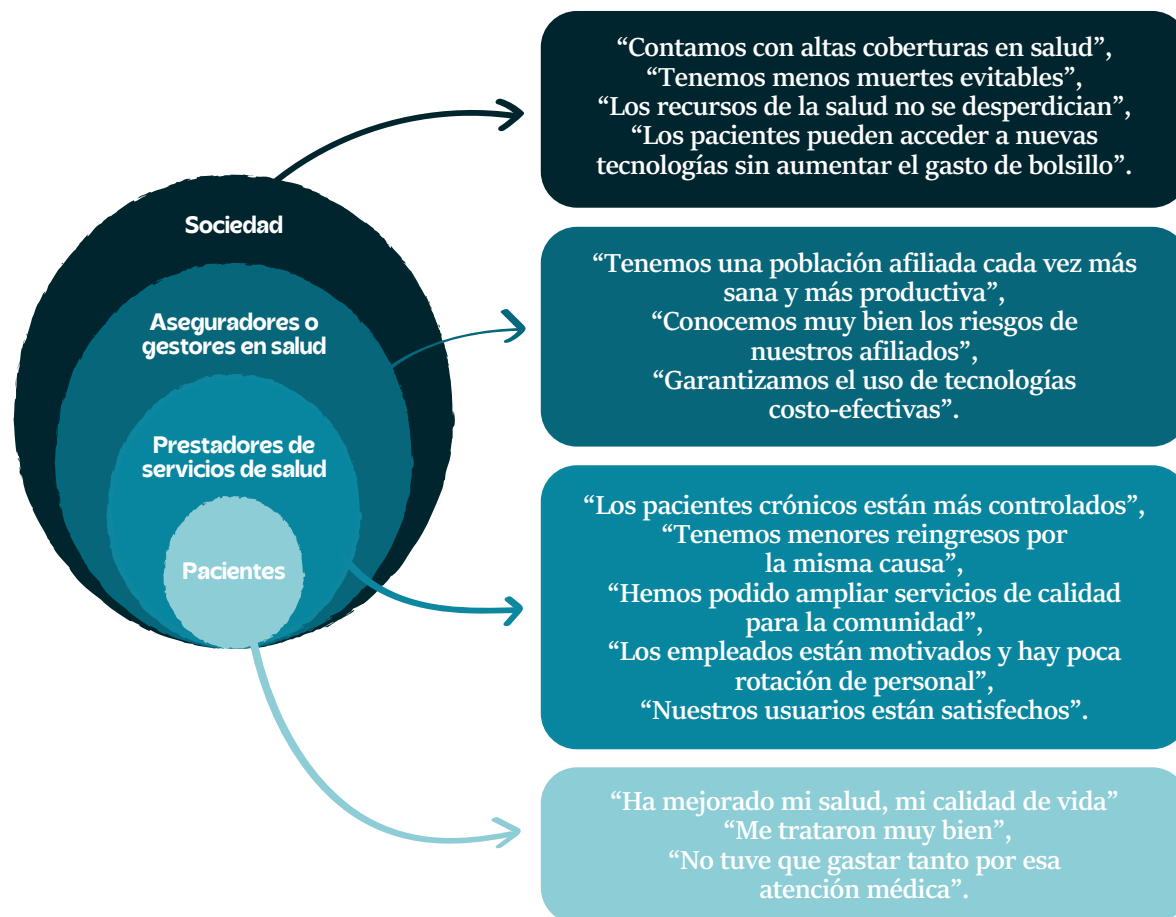 “Contamos con altas coberturas en salud”,
“Tenemos menos muertes evitables”,
“Los recursos de la salud no se desperdician”,
“Los pacientes pueden acceder a nuevas
tecnologías sin aumentar el gasto de bolsillo”.
Sociedad
“Tenemos una población afiliada cada vez más
sana y más productiva”,
“Conocemos muy bien los riesgos de
nuestros afiliados”,
“Garantizamos el uso de tecnologías
costo-efectivas”.
Aseguradores o
gestores en salud
“Los pacientes crónicos están más controlados”,
“Tenemos menores reingresos por
la misma causa”,
“Hemos podido ampliar servicios de calidad
para la comunidad”,
“Los empleados están motivados y hay poca
rotación de personal”,
“Nuestros usuarios están satisfechos”.
Prestadores de
servicios de salud
Pacientes
“Ha mejorado mi salud, mi calidad de vida”
“Me trataron muy bien”,
“No tuve que gastar tanto por esa
atención médica”.